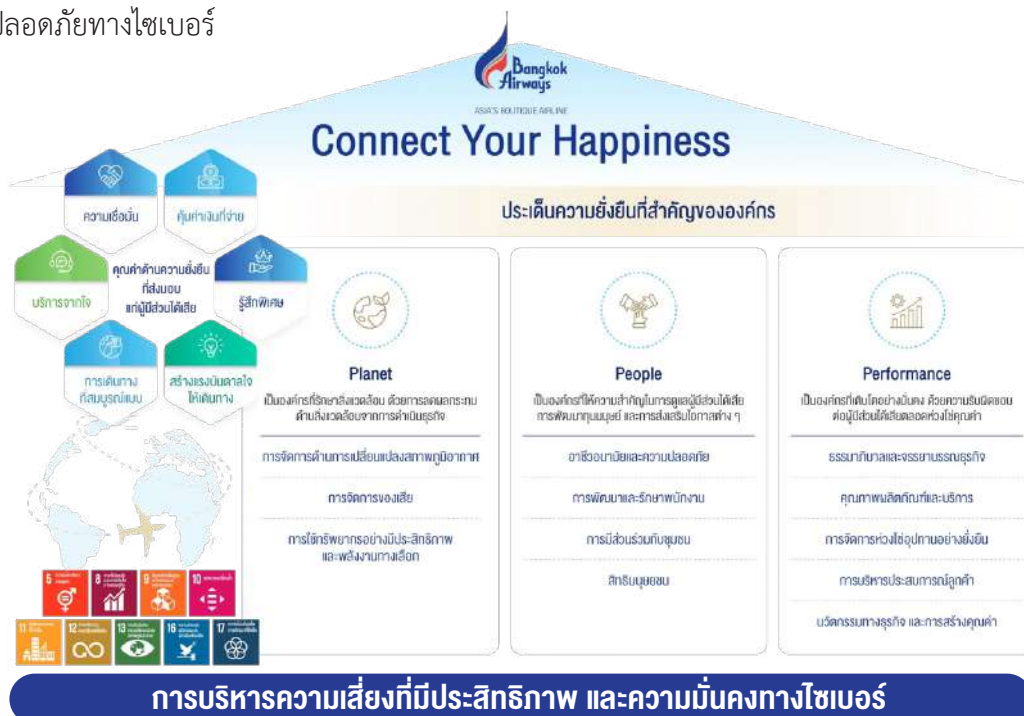 ปลอดภัยทางไซเบอร์
Bangkok
Airways
ASIA'S BOUTIQUE AIRLINE
Connect Your Happiness
ประเด็นความยั่งยืนที่สำคัญขององค์กร
ความเชื่อมั่น
คุ้มค่าเงินที่จ่าย
บริการจากใจ
คุณค่าด้านความยั่งยืน
ที่ส่งมอบ
แก่ผู้มีส่วนได้เสีย
รู้สึกพิเศษ
การเดินทาง
ที่สมบูรณ์แบบ
สร้างแรงบันดาลใจ
ให้เดินทาง
Planet
เป็นองค์กรที่รักษาสิ่งแวดล้อม ด้วยการลดผลกระทบ
ด้านสิ่งแวดล้อมจากการดำเนินธุรกิจ
การจัดการด้านการเปลี่ยนแปลงสภาพภูมิอากาศ
การจัดการของเสีย
การใช้ทรัพยากรอย่างมีประสิทธิภาพ
และพลังงานทางเลือก
People
เป็นองค์กรที่ให้ความสำคัญในการดูแลผู้มีส่วนได้เสีย
การพัฒนาทุนมนุษย์ และการส่งเสริมโอกาสต่าง ๆ
อาชีวอนามัยและความปลอดภัย
การพัฒนาและรักษาพนักงาน
การมีส่วนร่วมกับชุมชน
สิทธิมนุษยชน
Performance
เป็นองค์กรที่เติบโตอย่างมั่นคง ด้วยความรับผิดชอบ
ต่อผู้มีส่วนได้เสียตลอดห่วงโซ่คุณค่า
ธรรมาภิบาลและจรรยาบรรณธุรกิจ
คุณภาพผลิตภัณฑ์และบริการ
การจัดการห่วงโซ่อุปทานอย่างยั่งยืน
การบริหารประสบการณ์ลูกค้า
นวัตกรรมทางธุรกิจ และการสร้างคุณค่า
5
8
9
10
11
12
13
16
17
การบริหารความเสี่ยงที่มีประสิทธิภาพ และความมั่นคงทางไซเบอร์